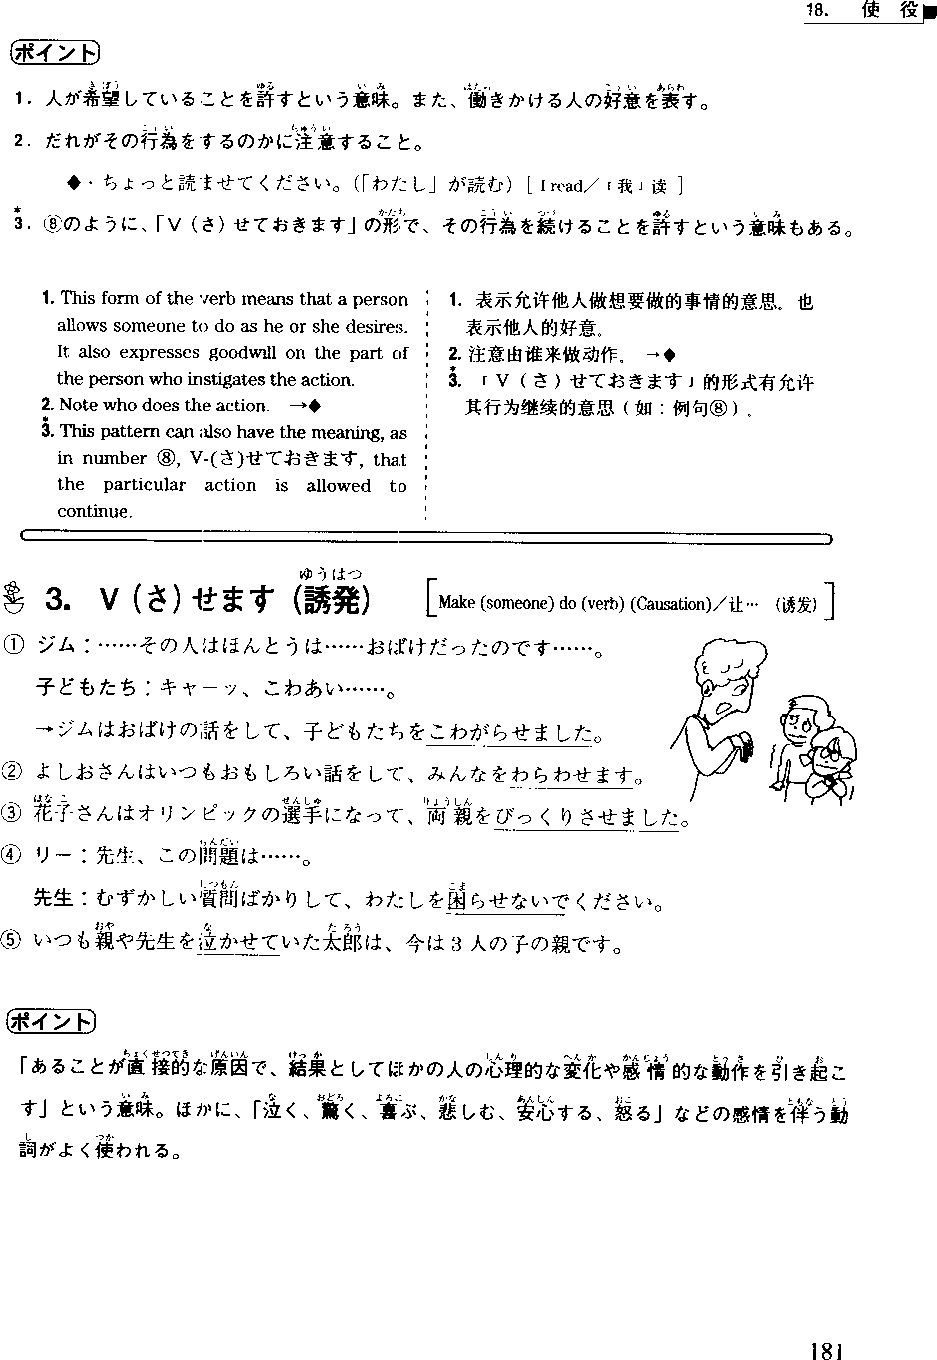 18. 使役
ポイント
1. 人が希望していることを許すという意味。また、働きかける人の好意を表す。
2. だれがその行為をするのかに注意すること。
◆・ちょっと読ませてください。(「わたし」が読む) [ I read／「我」读 ]
*3. ⑧のように、「V（さ）せておきます」の形で、その行為を続けることを許すという意味もある。
1. This form of the verb means that a person
allows someone to do as he or she desires.
It also expresses goodwill on the part of
the person who instigates the action.
2. Note who does the action. →◆
*3. This pattern can also have the meaning, as
in number ⑧, V-(さ)せておきます, that
the particular action is allowed to
continue.
1. 表示允许他人做想要做的事情的意思。也
表示他人的好意。
2. 注意由谁来做动作。 →◆
*3. 「V（さ）せておきます」的形式有允许
其行为继续的意思（如：例句⑧）。
3. V（さ）せます（誘発） [Make (someone) do (verb) (Causation)／让…（诱发)]
① ジム：……その人はほんとうは……おばけだったのです……。
子どもたち：キャーッ、こわあい……。
→ジムはおばけの話をして、子どもたちをこわがらせました。
② よしおさんはいつもおもしろい話をして、みんなをわらわせます。
③ 花子さんはオリンピックの選手になって、両親をびっくりさせました。
④ リー：先生、この問題は……。
先生：むずかしい質問ばかりして、わたしを困らせないでください。
⑤ いつも親や先生を泣かせていた太郎は、今は3人の子の親です。
ポイント
「あることが直接的な原因で、結果としてほかの人の心理的な変化や感情的な動作を引き起こ
す」という意味。ほかに、「泣く、驚く、喜ぶ、悲しむ、安心する、怒る」などの感情を伴う動
詞がよく使われる。
181